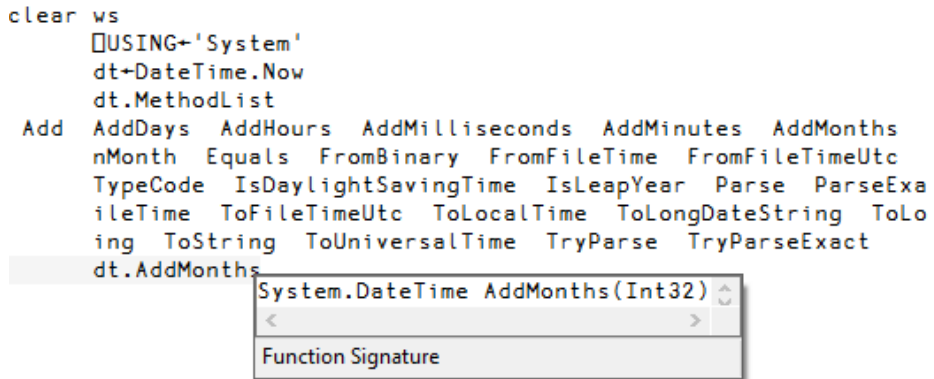 clear ws
⎕USING←'System'
dt←DateTime.Now
dt.MethodList
Add AddDays AddHours AddMilliseconds AddMinutes AddMonths
nMonth Equals FromBinary FromFileTime FromFileTimeUtc
TypeCode IsDaylightSavingTime IsLeapYear Parse ParseExa
ileTime ToFileTimeUtc ToLocalTime ToLongDateString ToLo
ing ToString ToUniversalTime TryParse TryParseExact
dt.AddMonths
System.DateTime AddMonths(Int32)
Function Signature